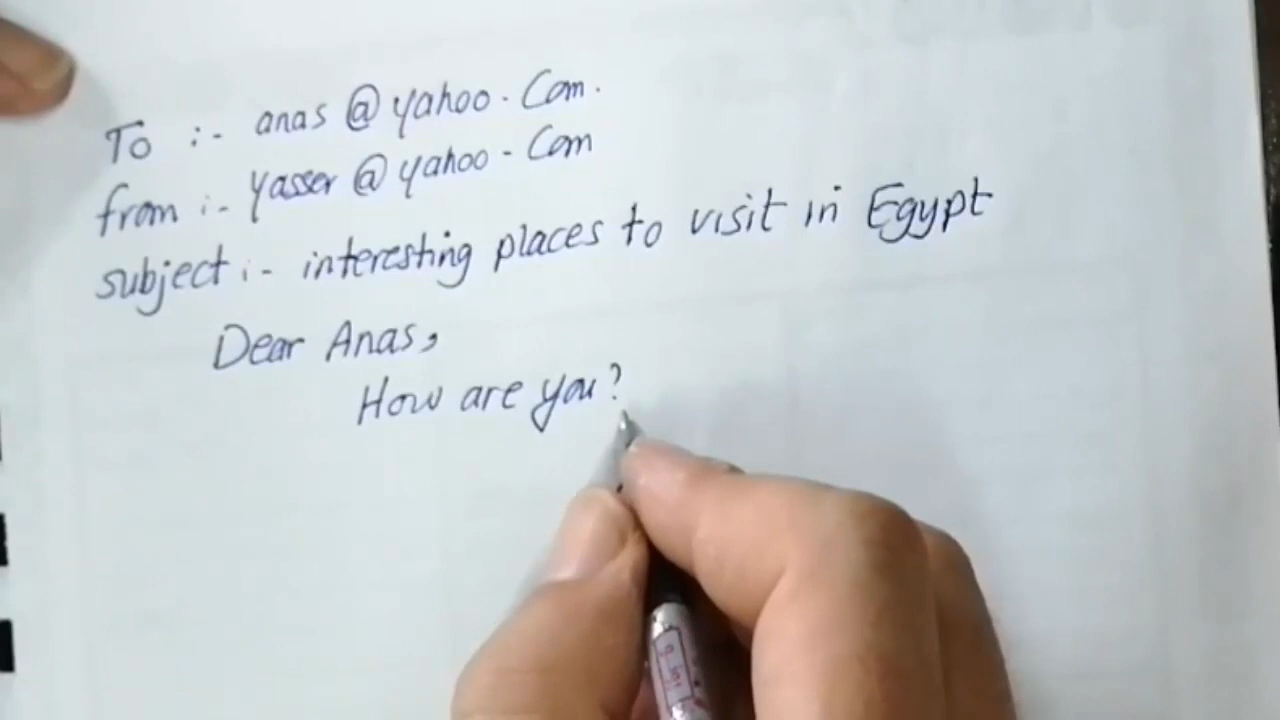 To :- anas @ yahoo. Com.
from :- Yasser @ yahoo - Com
subject :- interesting places to visit in Egypt
Dear Anas,
How are you?